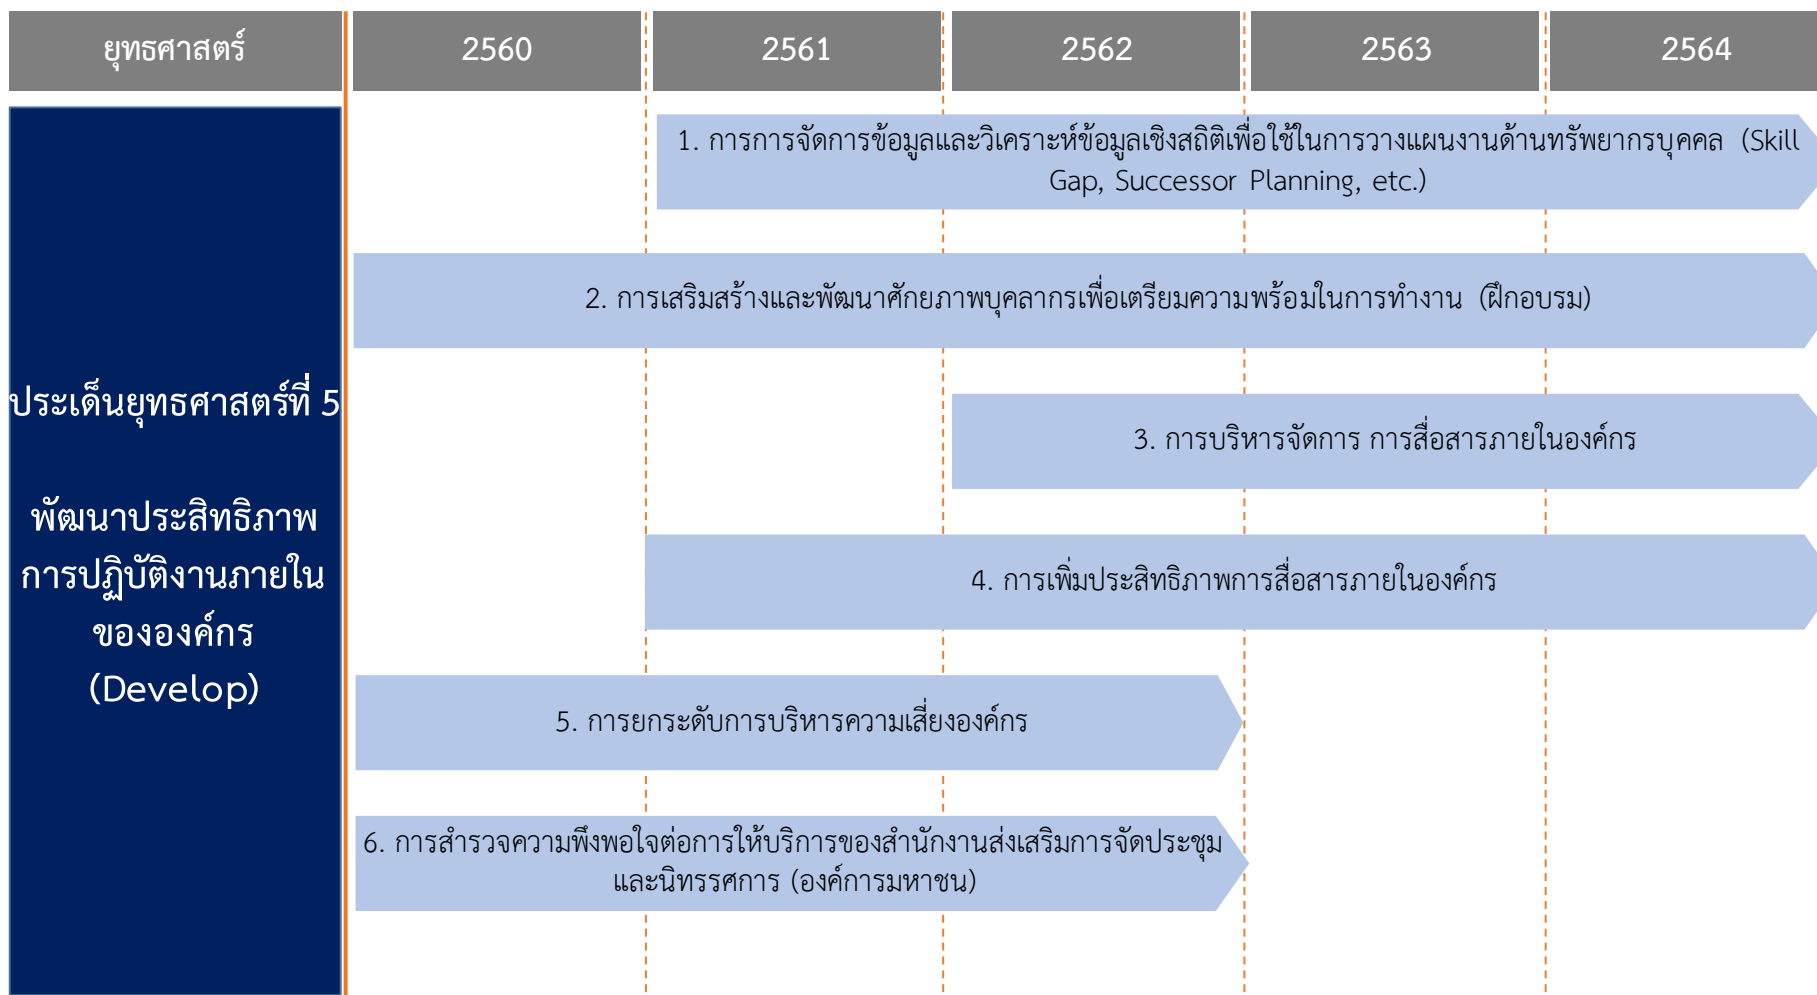 ยุทธศาสตร์ 2560 2561 2562 2563 2564
1. การการจัดการข้อมูลและวิเคราะห์ข้อมูลเชิงสถิติเพื่อใช้ในการวางแผนงานด้านทรัพยากรบุคคล (Skill
Gap, Successor Planning, etc.)
2. การเสริมสร้างและพัฒนาศักยภาพบุคลากรเพื่อเตรียมความพร้อมในการทำงาน (ฝึกอบรม)
ประเด็นยุทธศาสตร์ที่ 5
พัฒนาประสิทธิภาพ
การปฏิบัติงานภายใน
ขององค์กร
(Develop)
3. การบริหารจัดการ การสื่อสารภายในองค์กร
4. การเพิ่มประสิทธิภาพการสื่อสารภายในองค์กร
5. การยกระดับการบริหารความเสี่ยงองค์กร
6. การสำรวจความพึงพอใจต่อการให้บริการของสำนักงานส่งเสริมการจัดประชุม
และนิทรรศการ (องค์การมหาชน)